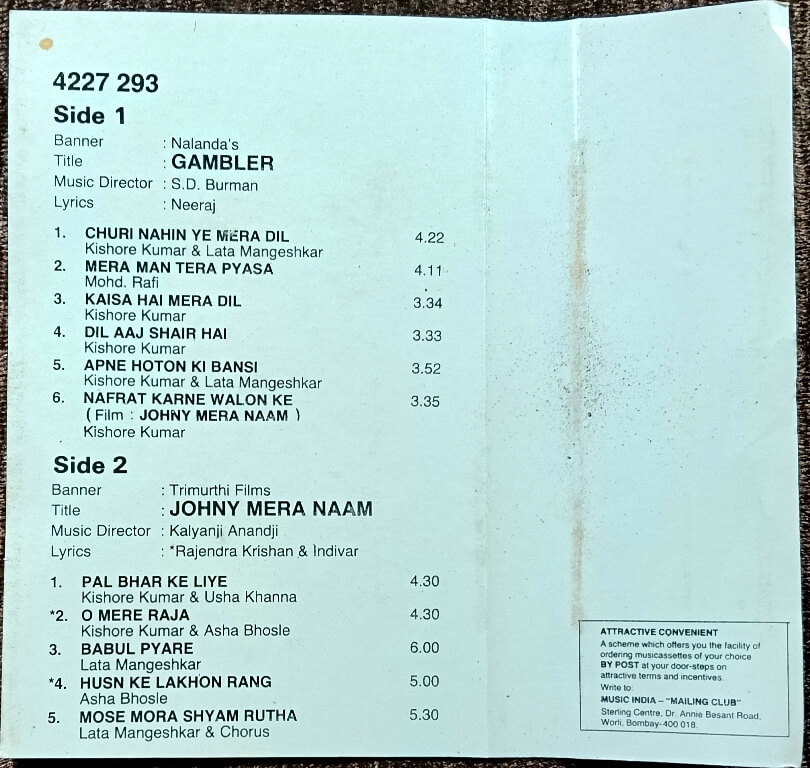 4227 293
Side 1
Banner : Nalanda's
Title : GAMBLER
Music Director : S.D. Burman
Lyrics : Neeraj
1. CHURI NAHIN YE MERA DIL 4.22
Kishore Kumar & Lata Mangeshkar
2. MERA MAN TERA PYASA 4.11
Mohd. Rafi
3. KAISA HAI MERA DIL 3.34
Kishore Kumar
4. DIL AAJ SHAIR HAI 3.33
Kishore Kumar
5. APNE HOTON KI BANSI 3.52
Kishore Kumar & Lata Mangeshkar
6. NAFRAT KARNE WALON KE 3.35
( Film : JOHNY MERA NAAM )
Kishore Kumar
Side 2
Banner : Trimurthi Films
Title : JOHNY MERA NAAM
Music Director : Kalyanji Anandji
Lyrics : *Rajendra Krishan & Indivar
1. PAL BHAR KE LIYE 4.30
Kishore Kumar & Usha Khanna
*2. O MERE RAJA 4.30
Kishore Kumar & Asha Bhosle
3. BABUL PYARE 6.00
Lata Mangeshkar
*4. HUSN KE LAKHON RANG 5.00
Asha Bhosle
5. MOSE MORA SHYAM RUTHA 5.30
Lata Mangeshkar & Chorus
ATTRACTIVE CONVENIENT
A scheme which offers you the facility of
ordering musicassettes of your choice
BY POST at your door-steps on
attractive terms and incentives.
Write to:
MUSIC INDIA – "MAILING CLUB"
Sterling Centre, Dr. Annie Besant Road,
Worli, Bombay-400 018.